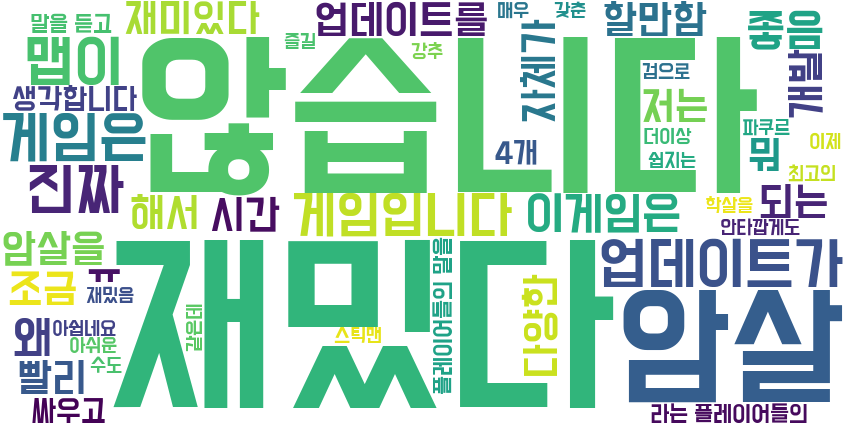 말을 듣고
재미있다
업데이트를
매우
갖춘
할만함
좋음
맵이
즐길
강추
자체가
않습니다
검으로
개발
생각합니다
저는
게임은
더이상
파쿠르
이제
4개
쉽지는
뭐
최고의
진짜
해서
시간
게임입니다
이게임은
학살을
되는
안타깝게도
암살을
조금
ㅠ
재밌음
재밌다
플레이어들의 말을
다양한
업데이트가
암살
왜
아쉽네요
아쉬운
같은데
스틱맨
빨리
수도
싸우고
라는 플레이어들의